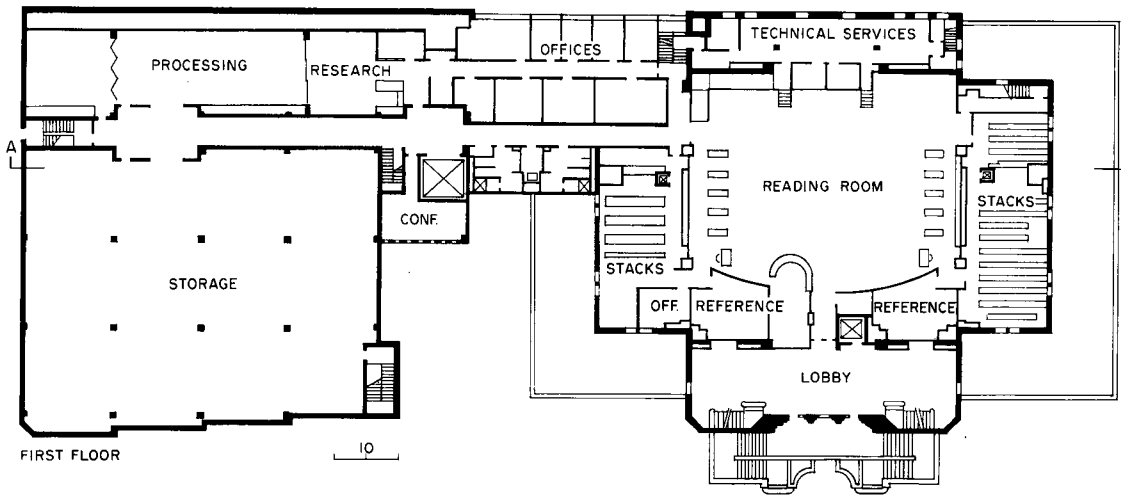 TECHNICAL SERVICES
OFFICES
PROCESSING
RESEARCH
A
READING ROOM
STACKS
CONF.
STACKS
STORAGE
OFF.
REFERENCE
REFERENCE
LOBBY
FIRST FLOOR
10